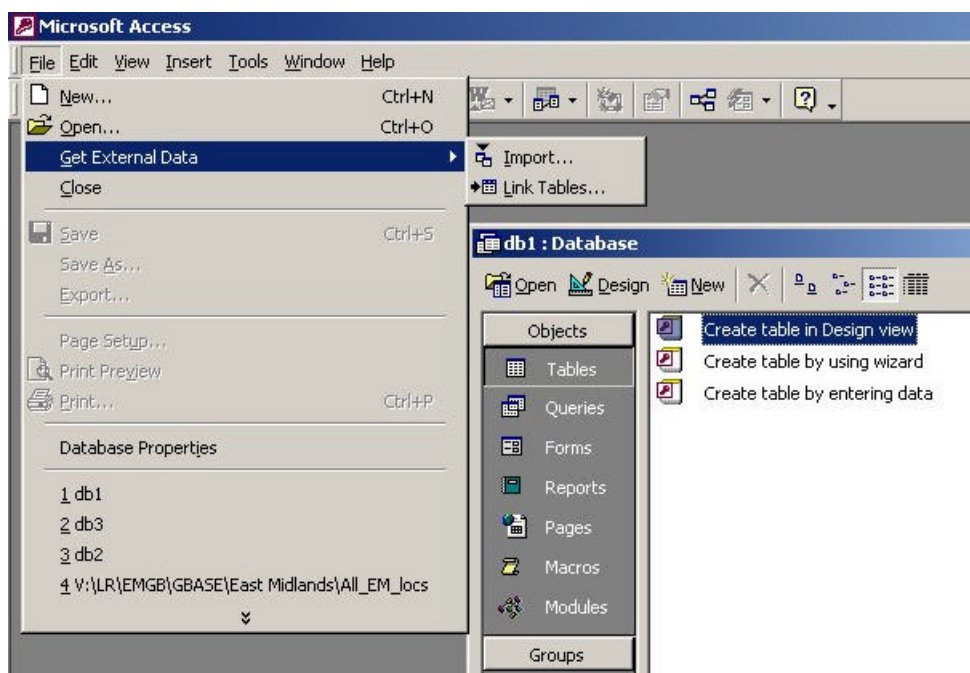 Microsoft Access
File Edit View Insert Tools Window Help
New... Ctrl+N
Open... Ctrl+O
Get External Data
Close
Save Ctrl+S
Save As...
Export...
Page Setup...
Print Preview
Print... Ctrl+P
Database Properties
1 db1
2 db3
3 db2
4 V:\LR\EMGB\GBASE\East Midlands\All_EM_locs
Import...
Link Tables...
db1 : Database
Open Design New
Objects
Tables
Queries
Forms
Reports
Pages
Macros
Modules
Groups
Create table in Design view
Create table by using wizard
Create table by entering data